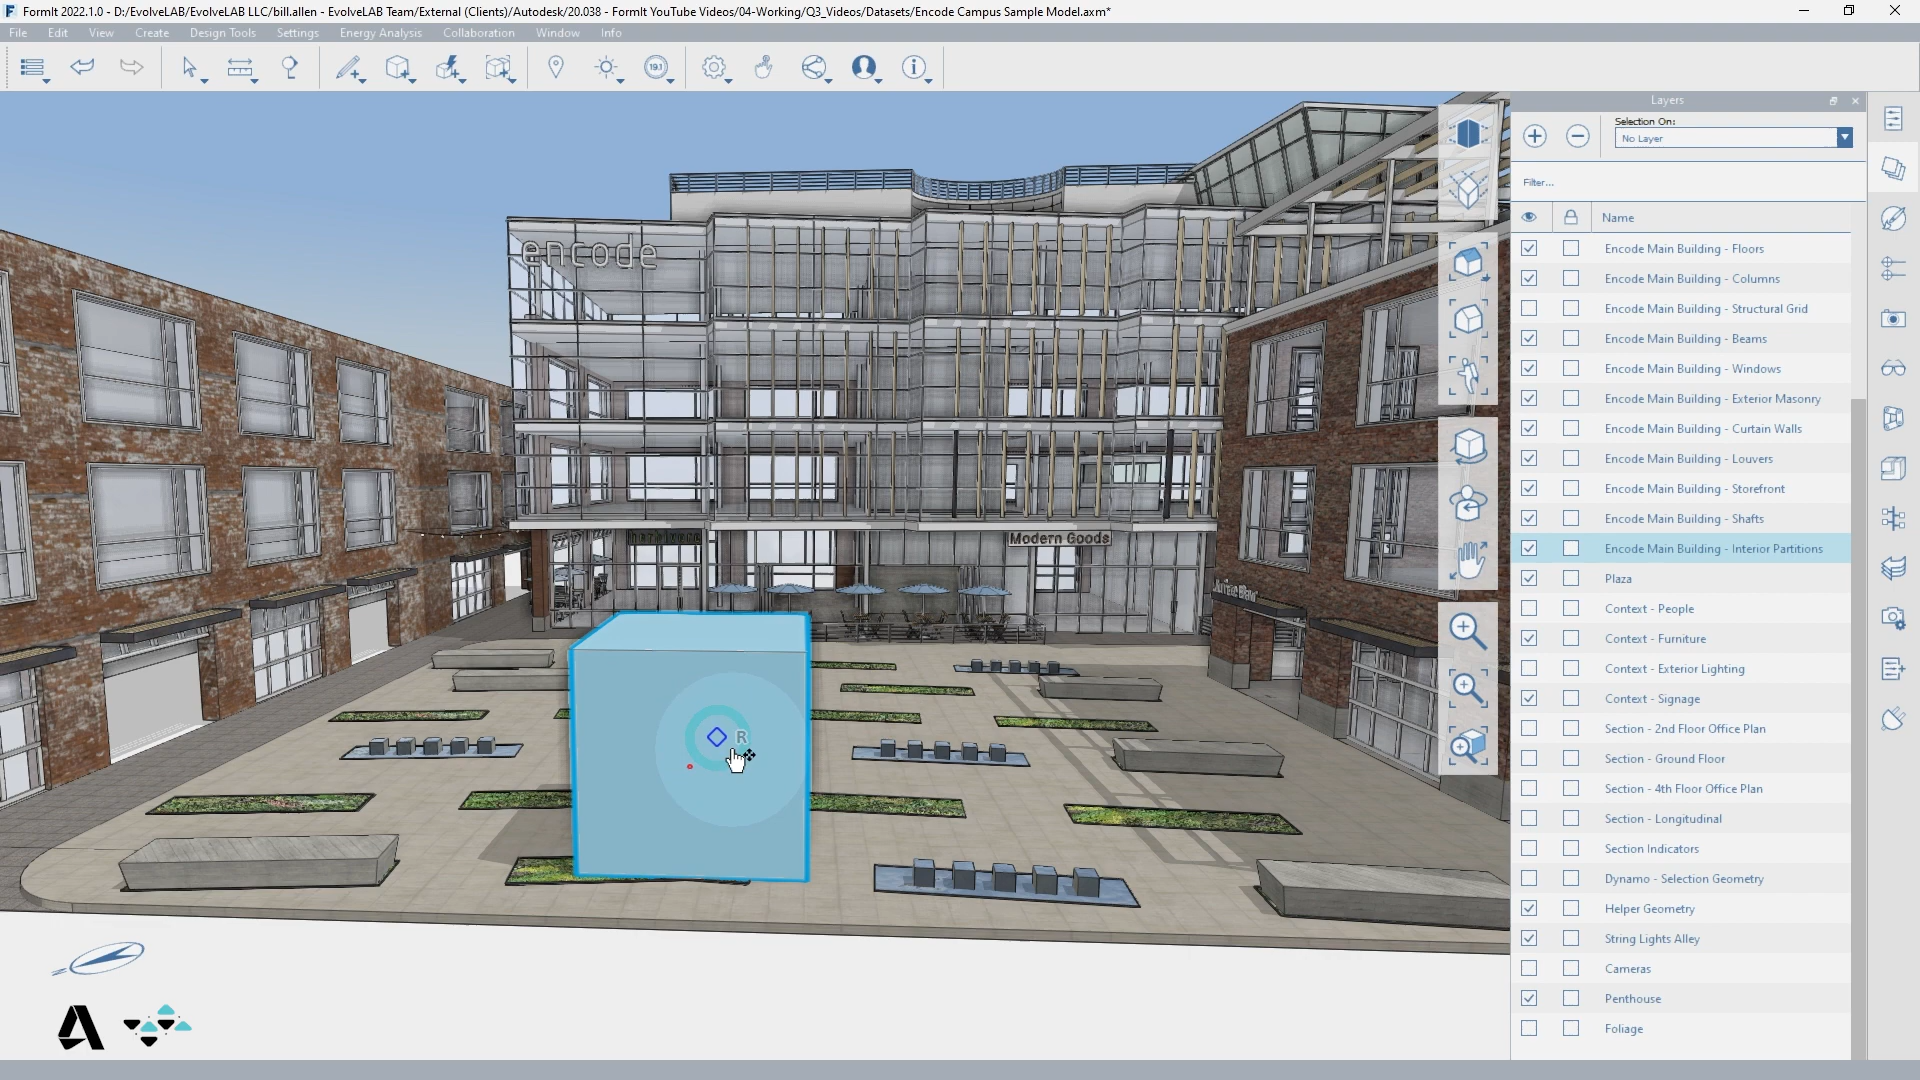 FormIt 2022.1.0 - D:/EvolveLAB/EvolveLAB LLC/bill.allen - EvolveLAB Team/External (Clients)/Autodesk/20.038 - FormIt YouTube Videos/04-Working/Q3_Videos/Datasets/Encode Campus Sample Model.axm*
File Edit View Create Design Tools Settings Energy Analysis Collaboration Window Info
19.1
Layers
Selection On:
No Layer
Filter...
Name
Encode Main Building - Floors
Encode Main Building - Columns
Encode Main Building - Structural Grid
Encode Main Building - Beams
Encode Main Building - Windows
Encode Main Building - Exterior Masonry
Encode Main Building - Curtain Walls
Encode Main Building - Louvers
Encode Main Building - Storefront
Encode Main Building - Shafts
Encode Main Building - Interior Partitions
Plaza
Context - People
Context - Furniture
Context - Exterior Lighting
Context - Signage
Section - 2nd Floor Office Plan
Section - Ground Floor
Section - 4th Floor Office Plan
Section - Longitudinal
Section Indicators
Dynamo - Selection Geometry
Helper Geometry
String Lights Alley
Cameras
Penthouse
Foliage
encode
Modern Goods
R